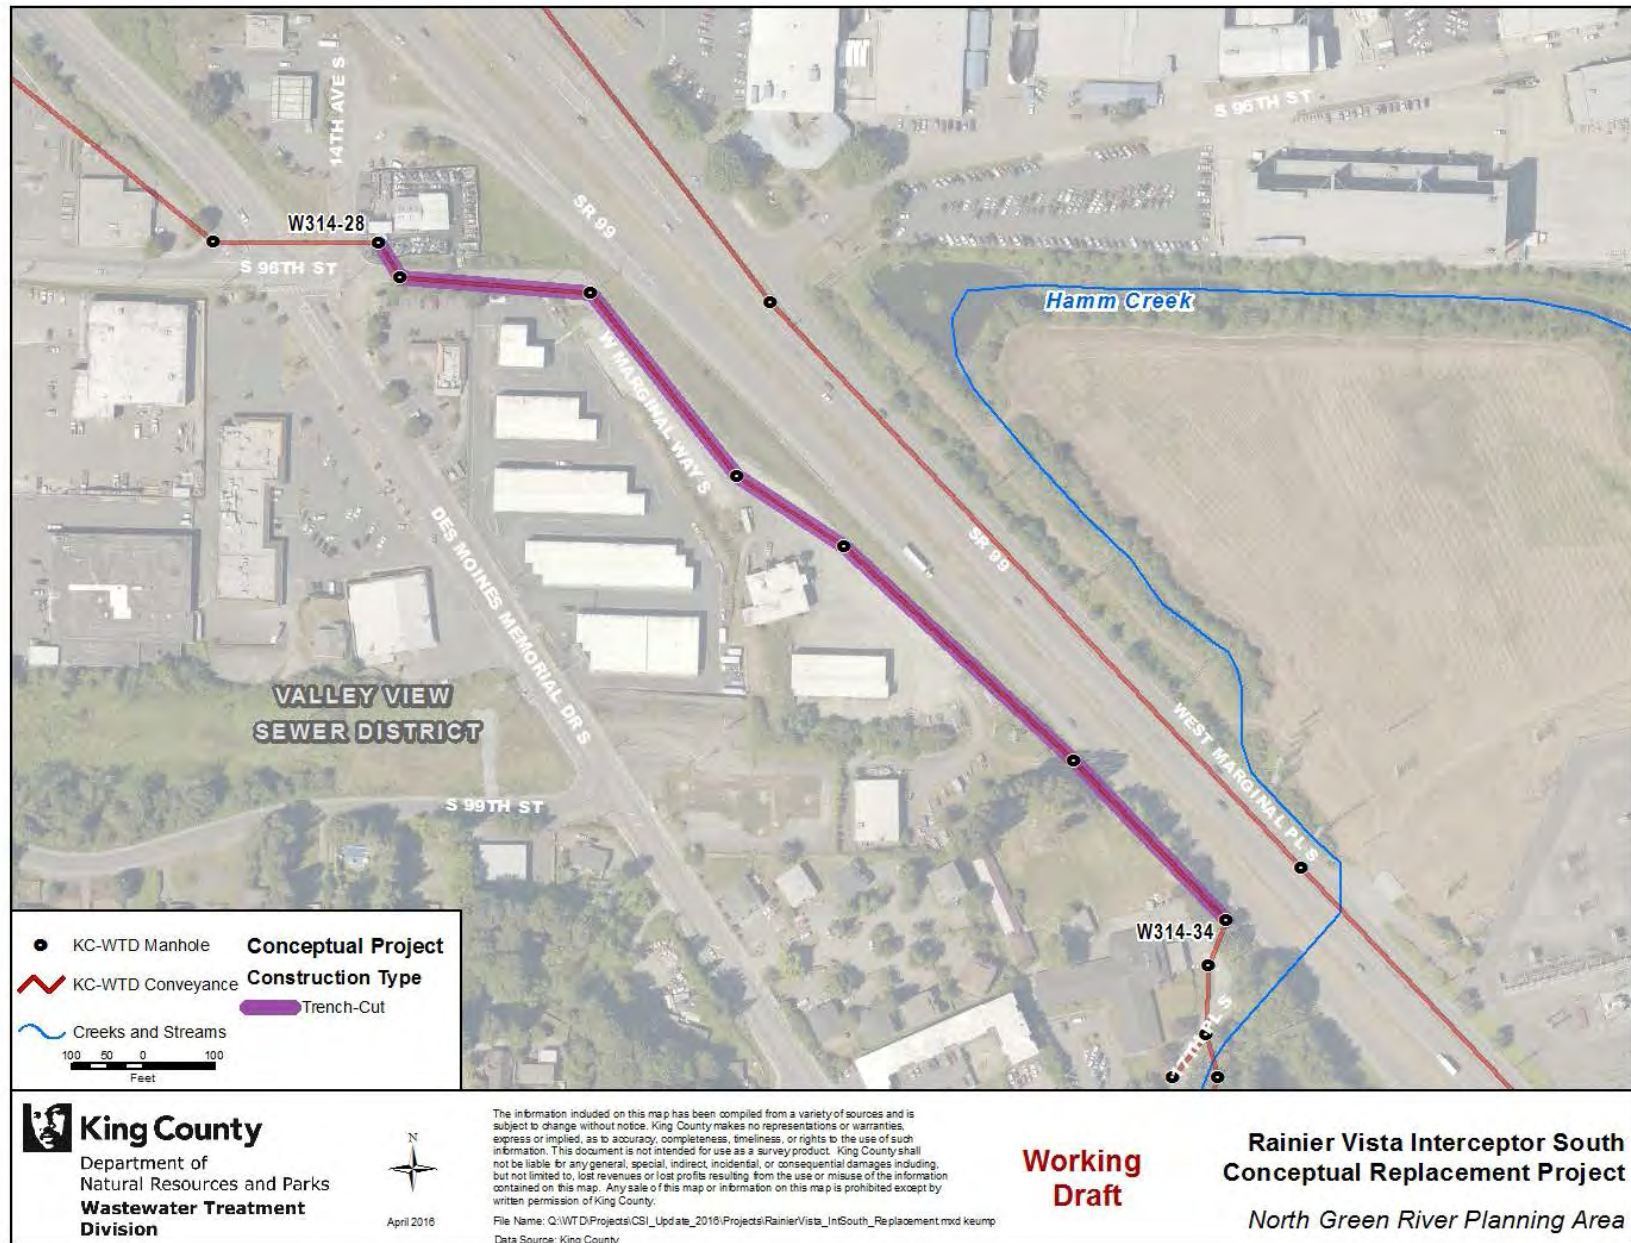 14TH AVE S
S 96TH ST
SR 99
W314-28
S 96TH ST
Hamm Creek
W MARGINAL WAY S
SR 99
DES MOINES MEMORIAL DR S
VALLEY VIEW
SEWER DISTRICT
WEST MARGINAL PL S
S 99TH ST
W314-34
PL S
KC-WTD Manhole
KC-WTD Conveyance
Creeks and Streams
100 50 0 100
Feet
Conceptual Project
Construction Type
Trench-Cut
King County
Department of
Natural Resources and Parks
Wastewater Treatment
Division
N
April 2016
The information included on this map has been compiled from a variety of sources and is
subject to change without notice. King County makes no representations or warranties,
express or implied, as to accuracy, completeness, timeliness, or rights to the use of such
information. This document is not intended for use as a survey product. King County shall
not be liable for any general, special, indirect, incidental, or consequential damages including,
but not limited to, lost revenues or lost profits resulting from the use or misuse of the information
contained on this map. Any sale of this map or information on this map is prohibited except by
written permission of King County.
File Name: Q:\WTD\Projects\CSI_Update_2016\Projects\RainierVista_IntSouth_Replacement.mxd keump
Data Source: King County
Working
Draft
Rainier Vista Interceptor South
Conceptual Replacement Project
North Green River Planning Area